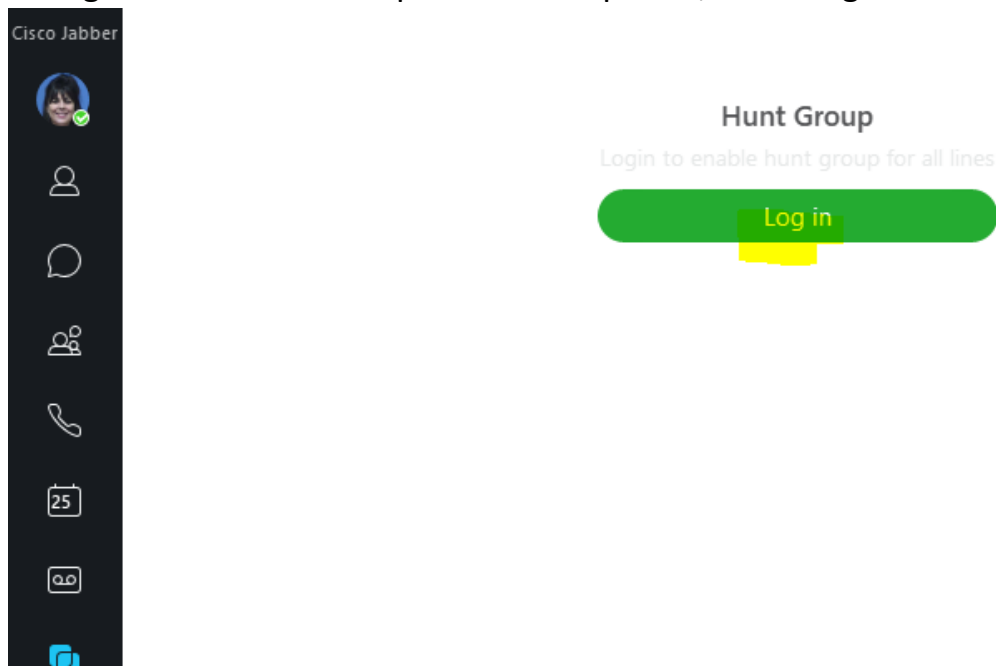 Cisco Jabber
Hunt Group
Login to enable hunt group for all lines
Log in
25